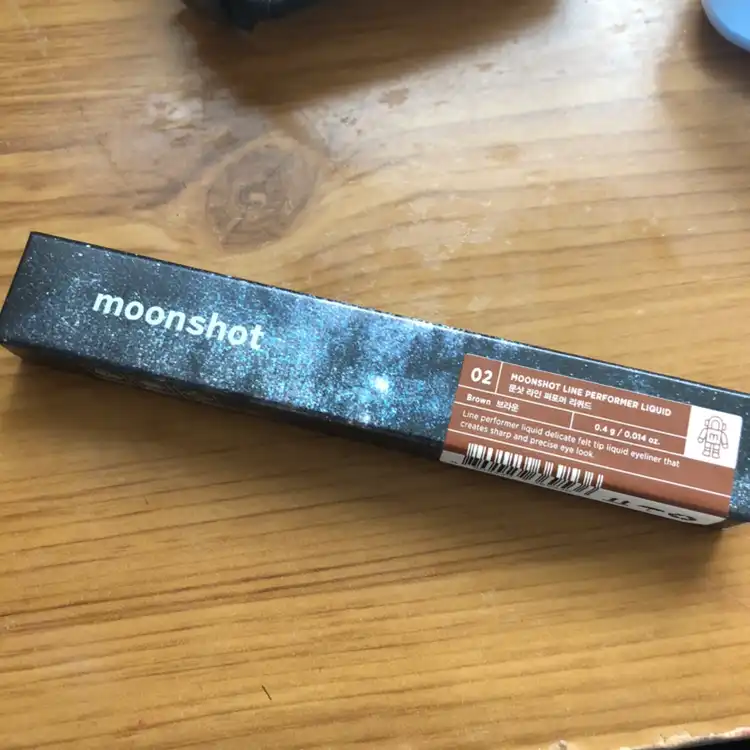 moonshot
02
MOONSHOT LINE PERFORMER LIQUID
문샷 라인 퍼포머 리퀴드
Brown 브라운
0.4 g / 0.014 oz.
Line performer liquid delicate felt tip liquid eyeliner that
creates sharp and precise eye look.